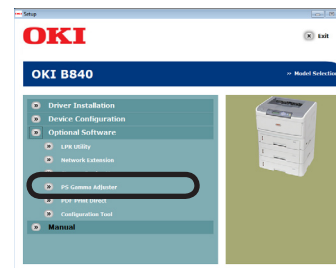 Setup
OKI
Exit
OKI B840
» Model Selection
» Driver Installation
» Device Configuration
» Optional Software
» LPR Utility
» Network Extension
» PS Gamma Adjuster
» PDF Print Direct
» Configuration Tool
» Manual